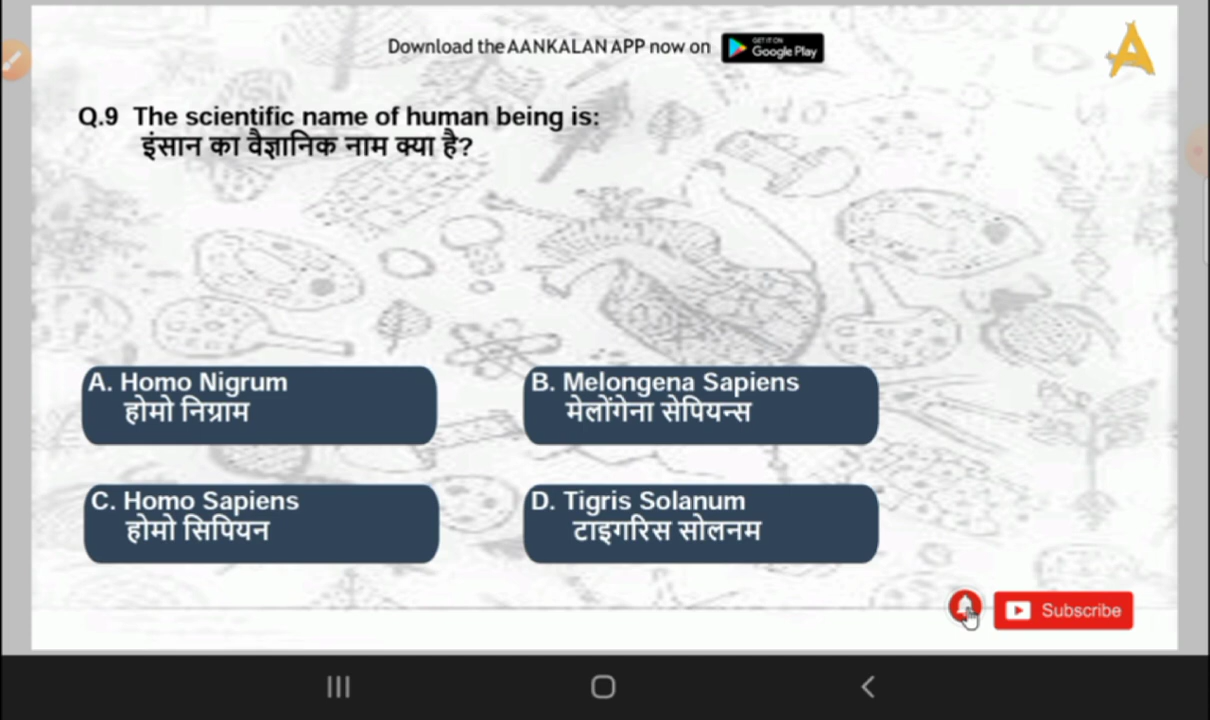 Download the AANKALAN APP now on
GET IT ON
Google Play
Q.9 The scientific name of human being is:
इंसान का वैज्ञानिक नाम क्या है?
A. Homo Nigrum
होमो निग्राम
B. Melongena Sapiens
मेलोंगेना सेपियन्स
C. Homo Sapiens
होमो सिपियन
D. Tigris Solanum
टाइगरिस सोलनम
Subscribe